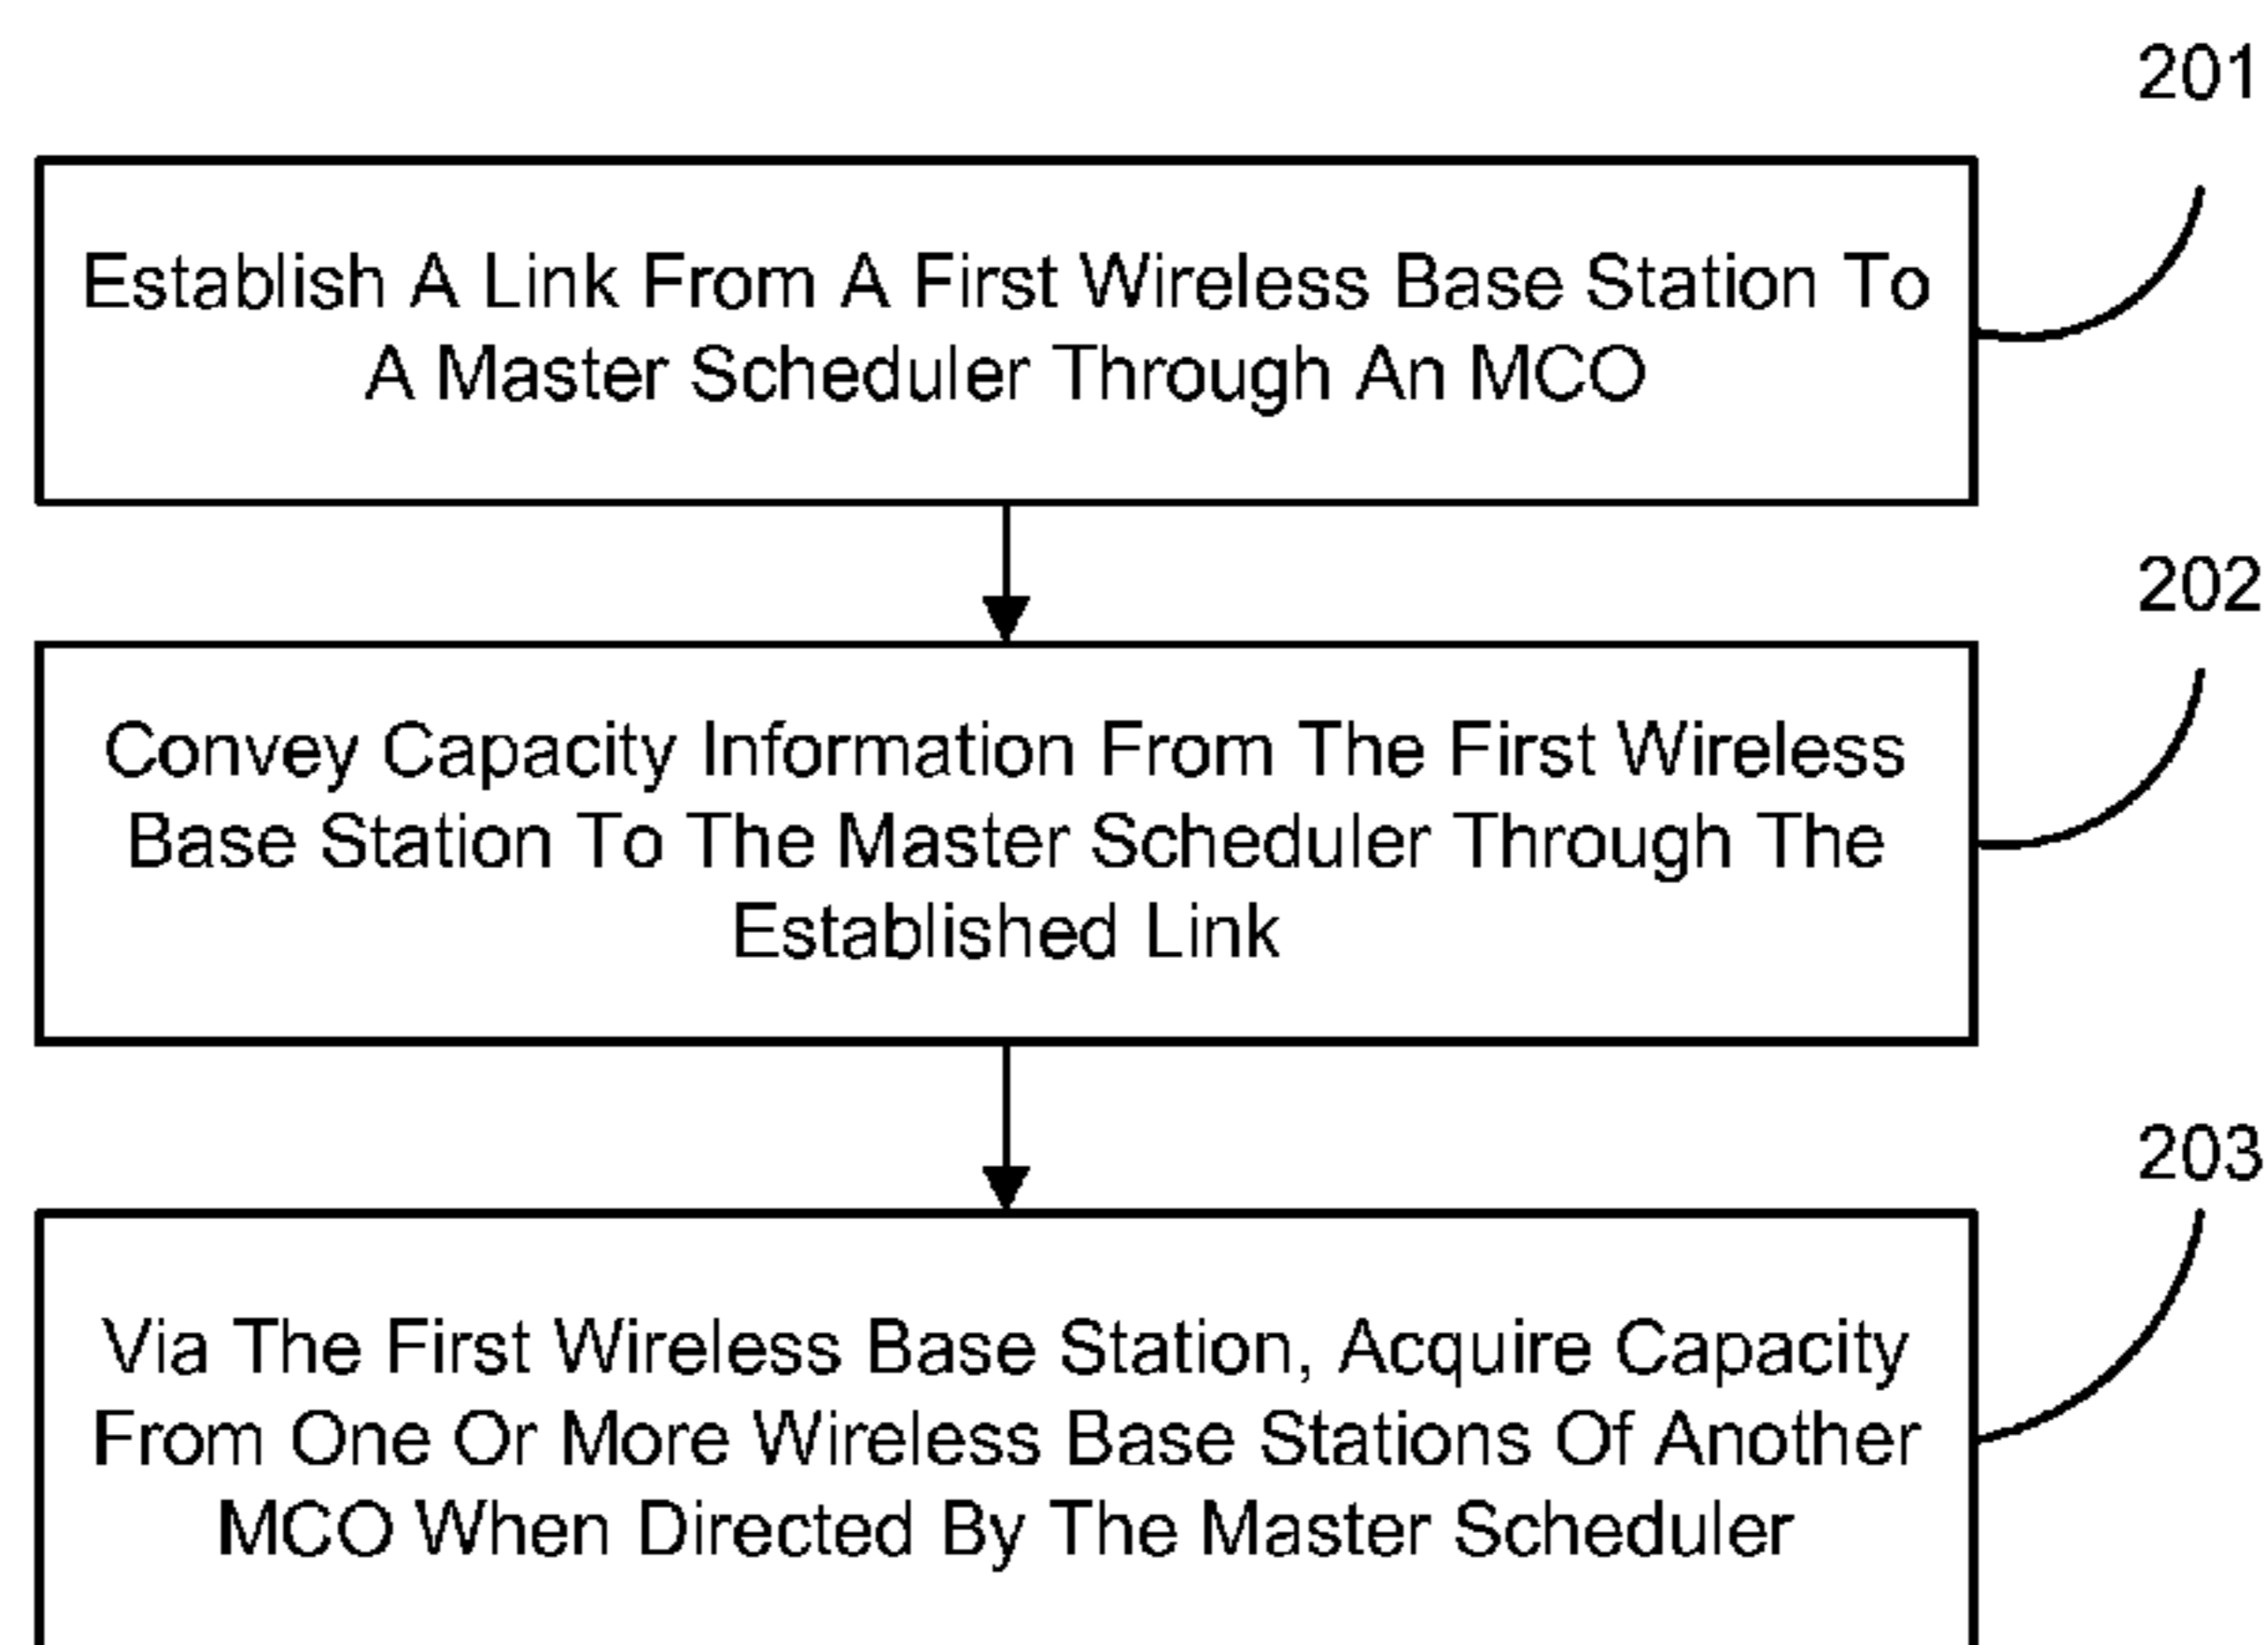 201
Establish A Link From A First Wireless Base Station To
A Master Scheduler Through An MCO
202
Convey Capacity Information From The First Wireless
Base Station To The Master Scheduler Through The
Established Link
203
Via The First Wireless Base Station, Acquire Capacity
From One Or More Wireless Base Stations Of Another
MCO When Directed By The Master Scheduler